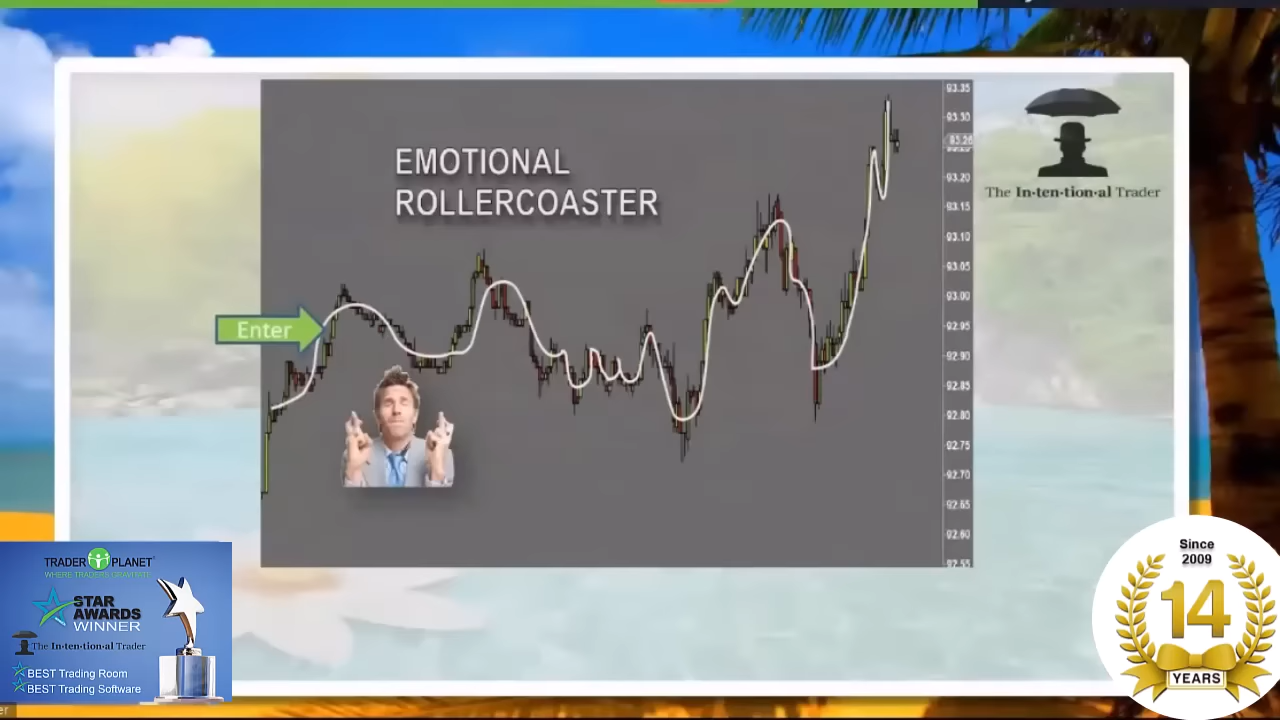 EMOTIONAL
ROLLERCOASTER
Enter
93.35
93.30
93.20
93.15
93.10
93.05
93.00
92.95
92.90
92.85
92.80
92.75
92.70
92.65
92.60
92.55
The In·ten·tion·al Trader
TRADER PLANET
WHERE TRADERS GRAVITATE
STAR
AWARDS
WINNER
The In·ten·tion·al Trader
BEST Trading Room
BEST Trading Software
Since
2009
14
YEARS